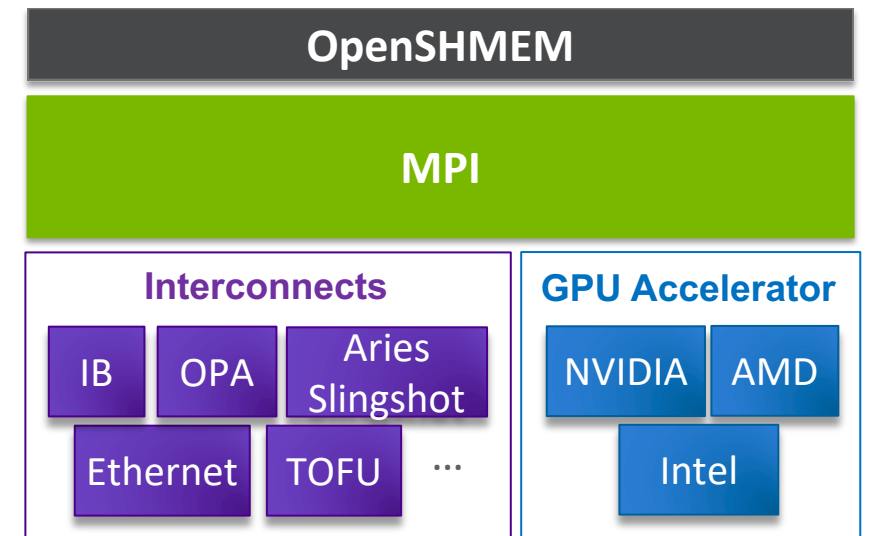 OpenSHMEM
MPI
Interconnects
IB
OPA
Aries
Slingshot
Ethernet
TOFU
...
GPU Accelerator
NVIDIA
AMD
Intel